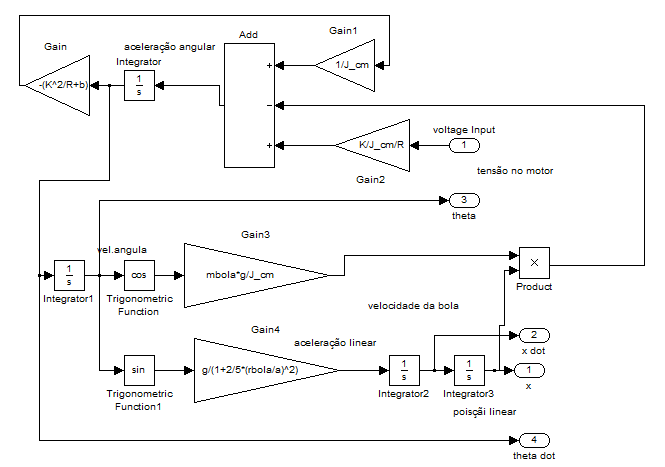 Gain
aceleração angular
Integrator
Add
Gain1
-(K^2/R+b)
1
s
+
−
+
1/J_cm
K/J_cm/R
voltage Input
1
Gain2
tensão no motor
3
theta
vel.angula
Gain3
1
s
cos
mbola*g/J_cm
×
Integrator1
Trigonometric
Function
Product
velocidade da bola
Gain4
aceleração linear
2
x dot
sin
g/(1+2/5*(rbola/a)^2)
1
s
1
s
1
x
Trigonometric
Function1
Integrator2
Integrator3
poisçãi linear
4
theta dot